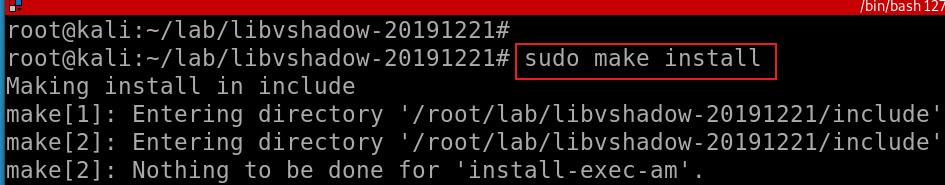 /bin/bash 127
root@kali:~/lab/libvshadow-20191221#
root@kali:~/lab/libvshadow-20191221# sudo make install
Making install in include
make[1]: Entering directory '/root/lab/libvshadow-20191221/include'
make[2]: Entering directory '/root/lab/libvshadow-20191221/include'
make[2]: Nothing to be done for 'install-exec-am'.